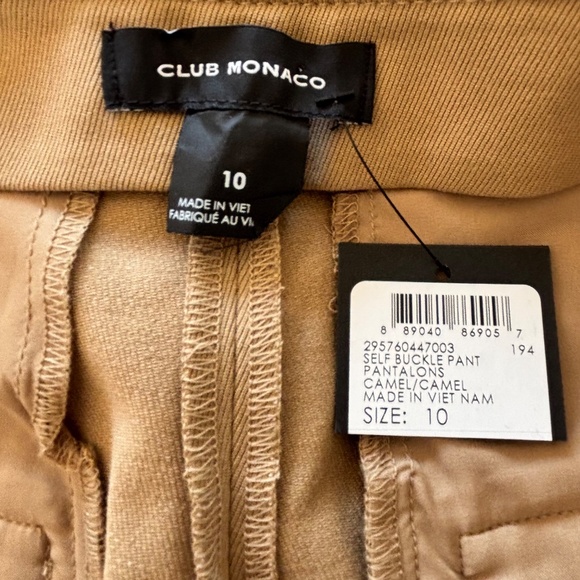 CLUB MONACO
10
MADE IN VIET
FABRIQUÉ AU VI
8 89040 86905 7
295760447003 194
SELF BUCKLE PANT
PANTALONS
CAMEL/CAMEL
MADE IN VIET NAM
SIZE: 10